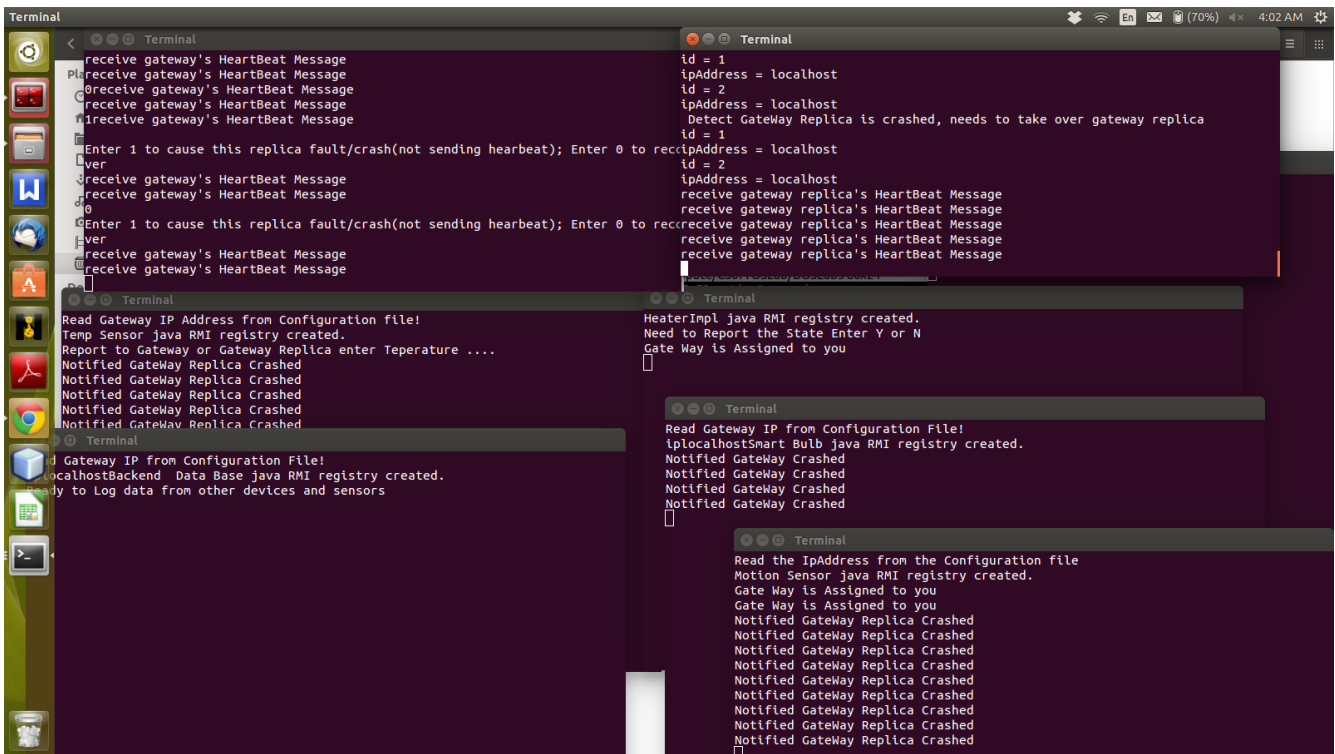 Terminal
En
(70%)
4:02 AM
Terminal
receive gateway's HeartBeat Message
receive gateway's HeartBeat Message
0receive gateway's HeartBeat Message
receive gateway's HeartBeat Message
1receive gateway's HeartBeat Message
Enter 1 to cause this replica fault/crash(not sending hearbeat); Enter 0 to recc
ver
receive gateway's HeartBeat Message
receive gateway's HeartBeat Message
0
Enter 1 to cause this replica fault/crash(not sending hearbeat); Enter 0 to recc
ver
receive gateway's HeartBeat Message
receive gateway's HeartBeat Message
Pla
Terminal
id = 1
ipAddress = localhost
id = 2
ipAddress = localhost
Detect GateWay Replica is crashed, needs to take over gateway replica
id = 1
ipAddress = localhost
id = 2
ipAddress = localhost
receive gateway replica's HeartBeat Message
receive gateway replica's HeartBeat Message
receive gateway replica's HeartBeat Message
receive gateway replica's HeartBeat Message
receive gateway replica's HeartBeat Message
Terminal
Read Gateway IP Address from Configuration file!
Temp Sensor java RMI registry created.
Report to Gateway or Gateway Replica enter Teperature ....
Notified GateWay Replica Crashed
Notified GateWay Replica Crashed
Notified GateWay Replica Crashed
Notified GateWay Replica Crashed
Notified GateWay Replica Crashed
Terminal
HeaterImpl java RMI registry created.
Need to Report the State Enter Y or N
Gate Way is Assigned to you
Terminal
Gateway IP from Configuration File!
ocalhostBackend  Data Base java RMI registry created.
dy to Log data from other devices and sensors
Terminal
Read Gateway IP from Configuration File!
iplocalhostSmart Bulb java RMI registry created.
Notified GateWay Crashed
Notified GateWay Crashed
Notified GateWay Crashed
Notified GateWay Crashed
Terminal
Read the IpAddress from the Configuration file
Motion Sensor java RMI registry created.
Gate Way is Assigned to you
Gate Way is Assigned to you
Notified GateWay Replica Crashed
Notified GateWay Replica Crashed
Notified GateWay Replica Crashed
Notified GateWay Replica Crashed
Notified GateWay Replica Crashed
Notified GateWay Replica Crashed
Notified GateWay Replica Crashed
Notified GateWay Replica Crashed
Notified GateWay Replica Crashed